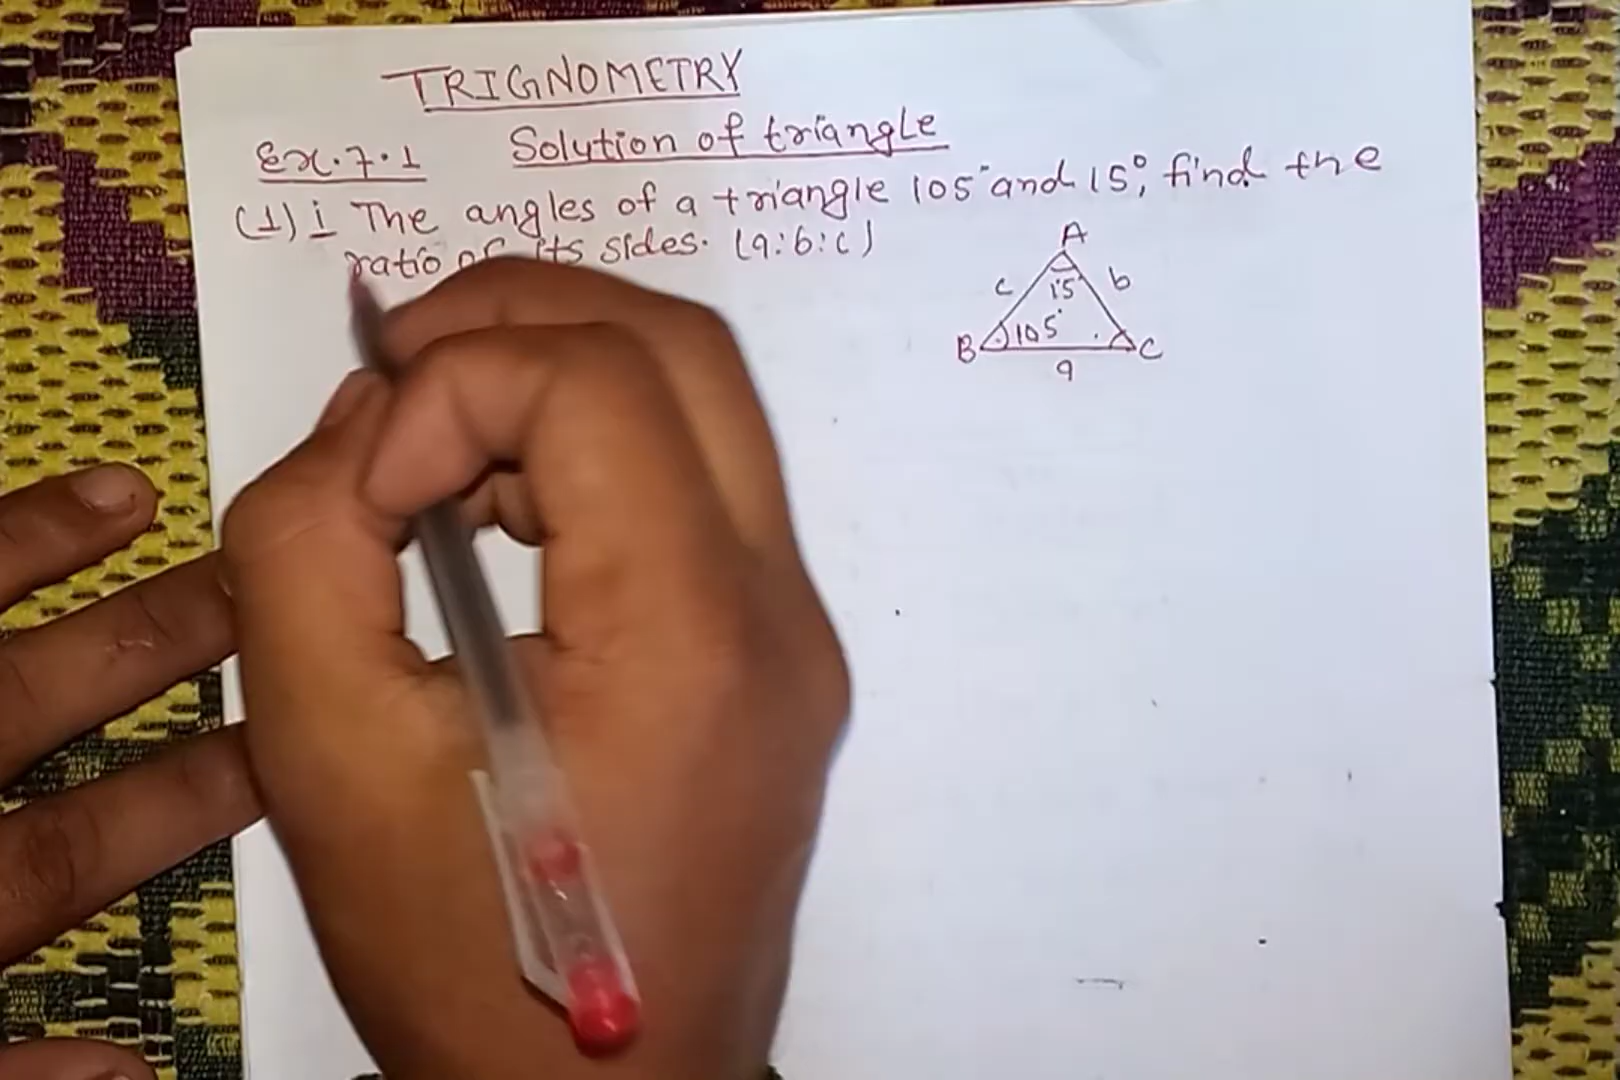 TRIGNOMETRY
Solution of triangle
Ex.7.1
(1) i The angles of a triangle 105° and 15°, find the
ratio of its sides. (a:b:c)
A
c 15° b
B 105° C
a